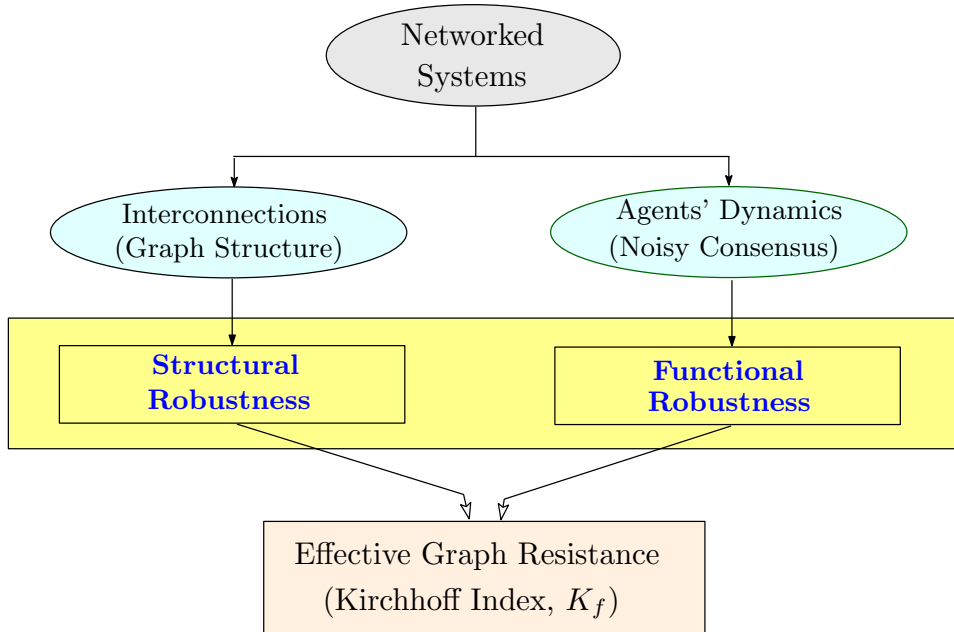 Networked
Systems
Interconnections
(Graph Structure)
Agents' Dynamics
(Noisy Consensus)
Structural
Robustness
Functional
Robustness
Effective Graph Resistance
(Kirchhoff Index, K_f)